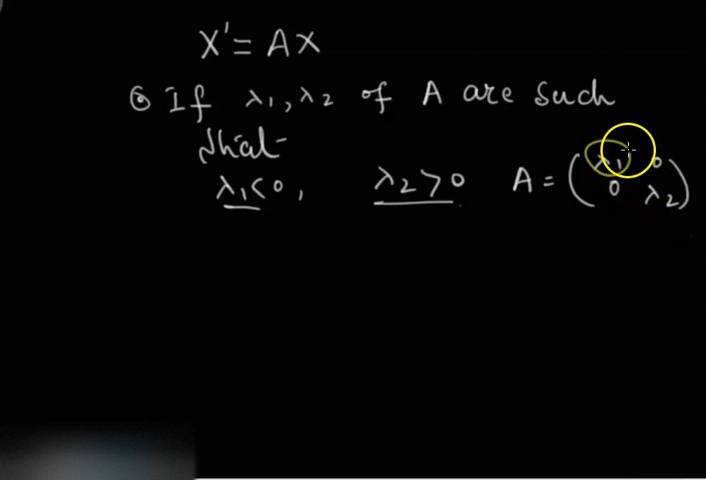 X' = AX
⊙ If λ1, λ2 of A are such
that
λ1 < 0, λ2 > 0 A = (λ1 0
0 λ2)